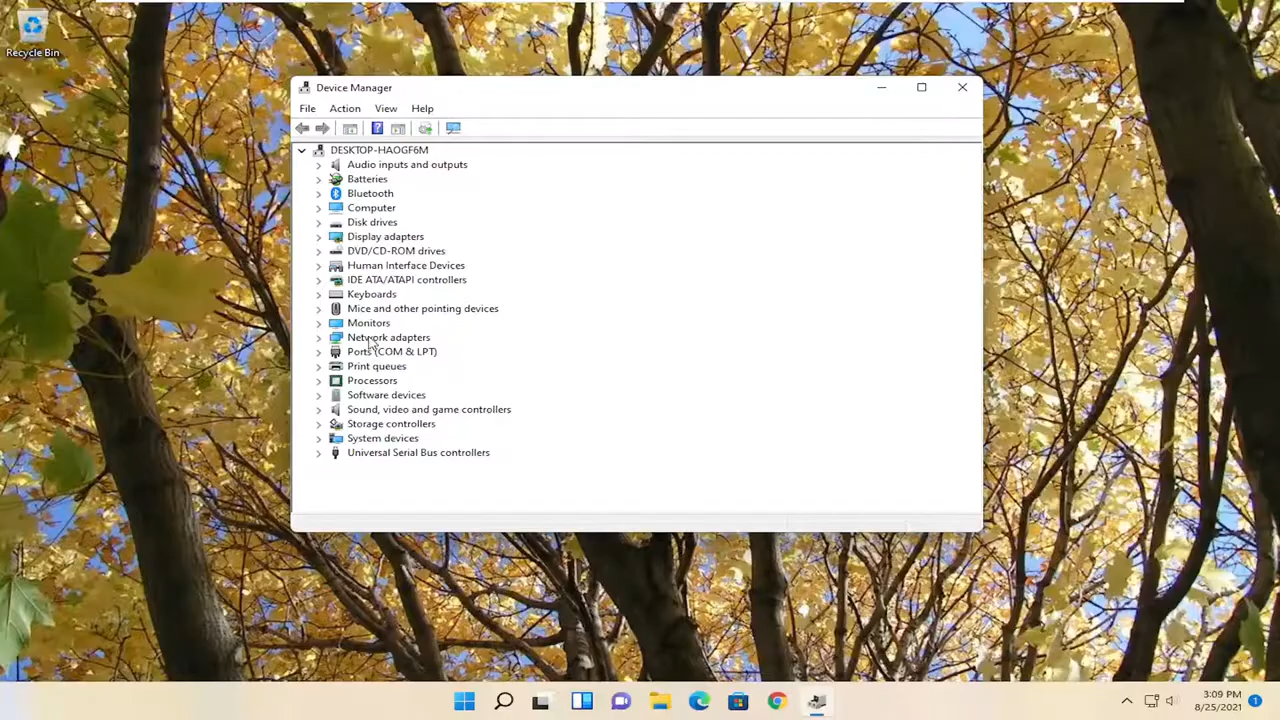 Recycle Bin
Device Manager
File Action View Help
DESKTOP-HAOGF6M
Audio inputs and outputs
Batteries
Bluetooth
Computer
Disk drives
Display adapters
DVD/CD-ROM drives
Human Interface Devices
IDE ATA/ATAPI controllers
Keyboards
Mice and other pointing devices
Monitors
Network adapters
Ports (COM & LPT)
Print queues
Processors
Software devices
Sound, video and game controllers
Storage controllers
System devices
Universal Serial Bus controllers
3:09 PM
8/25/2021
1